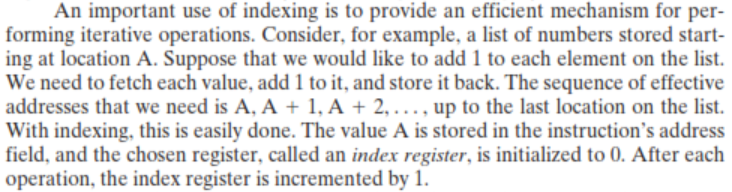 An important use of indexing is to provide an efficient mechanism for per-
forming iterative operations. Consider, for example, a list of numbers stored start-
ing at location A. Suppose that we would like to add 1 to each element on the list.
We need to fetch each value, add 1 to it, and store it back. The sequence of effective
addresses that we need is A, A + 1, A + 2, . . . , up to the last location on the list.
With indexing, this is easily done. The value A is stored in the instruction's address
field, and the chosen register, called an index register, is initialized to 0. After each
operation, the index register is incremented by 1.